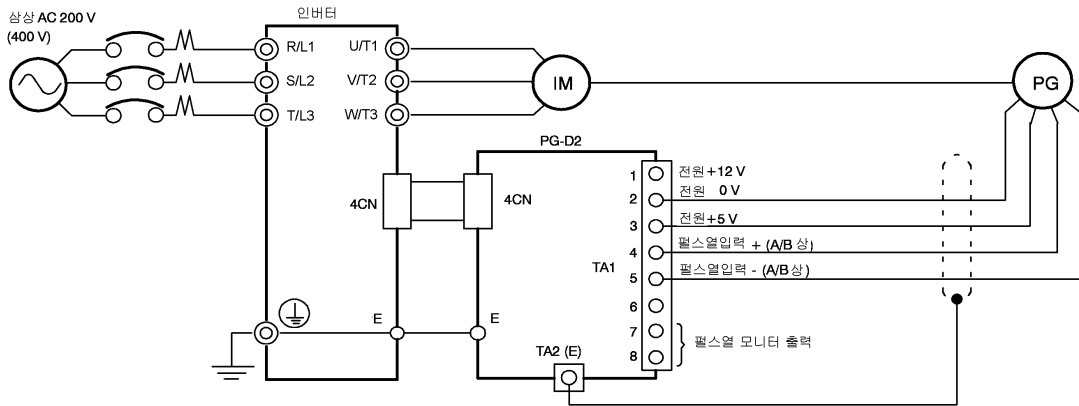 삼상 AC 200 V
(400 V)
인버터
R/L1
U/T1
S/L2
V/T2
T/L3
W/T3
IM
PG
PG-D2
4CN
4CN
TA1
1
전원 +12 V
2
전원 0 V
3
전원 +5 V
4
펄스열입력 + (A/B 상)
5
펄스열입력 - (A/B 상)
6
7
8
펄스열 모니터 출력
E
E
TA2 (E)